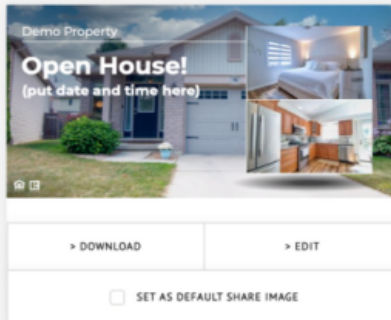 Demo Property
Open House!
(put date and time here)
> DOWNLOAD
> EDIT
SET AS DEFAULT SHARE IMAGE